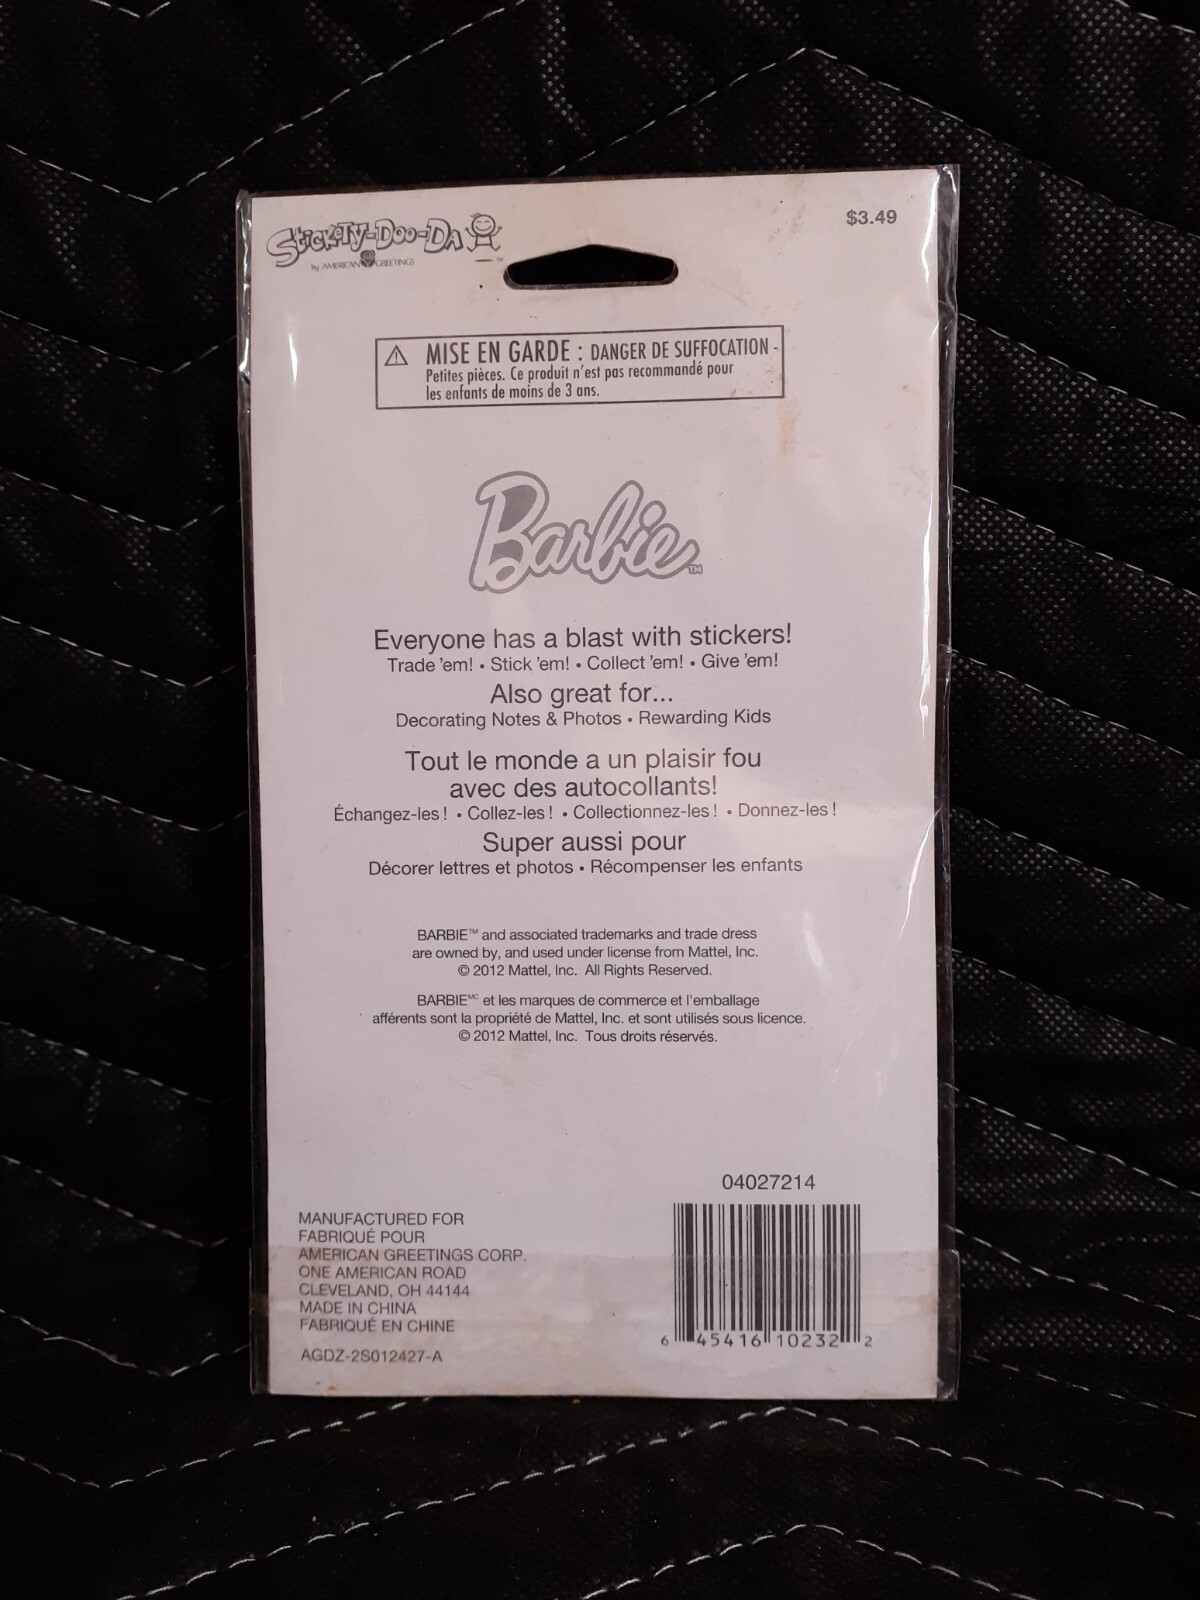 Stickety-Doo-Da™
by AMERICAN GREETINGS
$3.49
MISE EN GARDE : DANGER DE SUFFOCATION -
Petites pièces. Ce produit n'est pas recommandé pour
les enfants de moins de 3 ans.
Barbie™
Everyone has a blast with stickers!
Trade 'em! • Stick 'em! • Collect 'em! • Give 'em!
Also great for...
Decorating Notes & Photos • Rewarding Kids
Tout le monde a un plaisir fou
avec des autocollants!
Échangez-les ! • Collez-les ! • Collectionnez-les ! • Donnez-les !
Super aussi pour
Décorer lettres et photos • Récompenser les enfants
BARBIE™ and associated trademarks and trade dress
are owned by, and used under license from Mattel, Inc.
© 2012 Mattel, Inc. All Rights Reserved.
BARBIE MC et les marques de commerce et l'emballage
afférents sont la propriété de Mattel, Inc. et sont utilisés sous licence.
© 2012 Mattel, Inc. Tous droits réservés.
04027214
MANUFACTURED FOR
FABRIQUÉ POUR
AMERICAN GREETINGS CORP.
ONE AMERICAN ROAD
CLEVELAND, OH 44144
MADE IN CHINA
FABRIQUÉ EN CHINE
AGDZ-2S012427-A
6 45416 10232 2